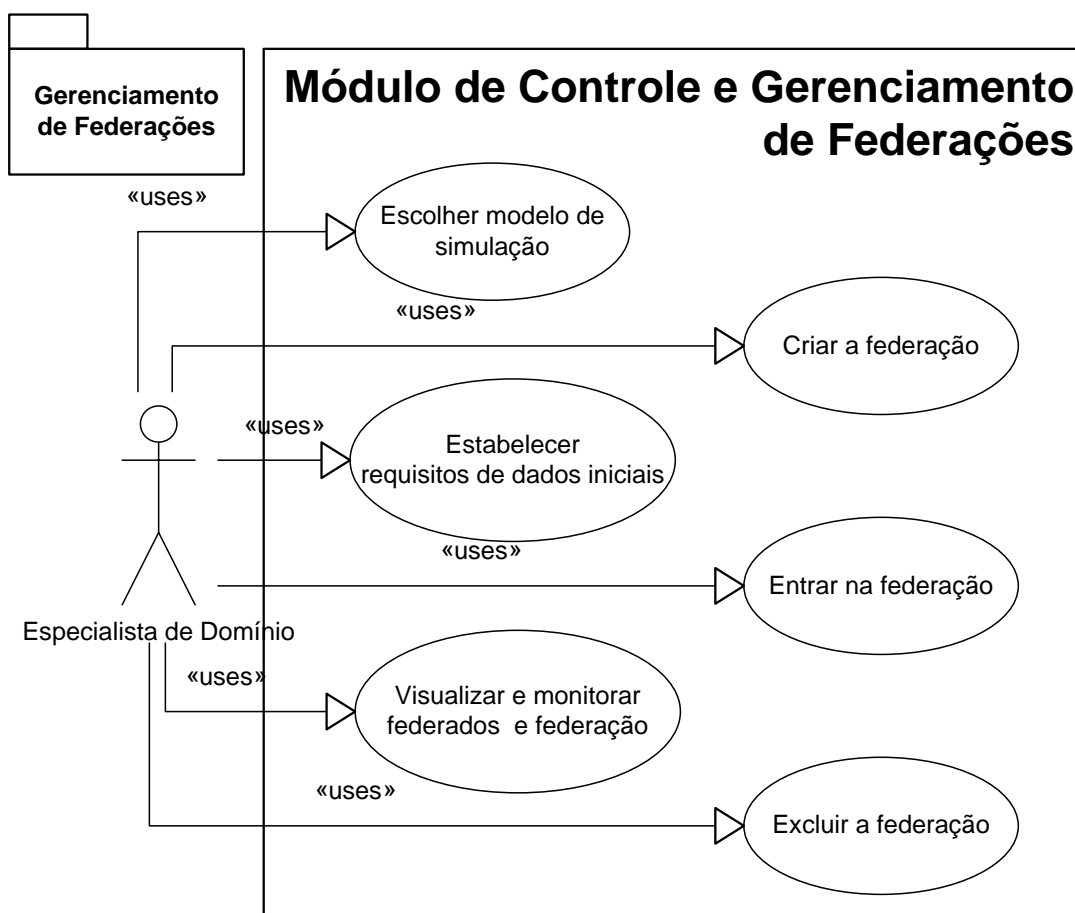 Gerenciamento
de Federações
Módulo de Controle e Gerenciamento
de Federações
«uses»
Escolher modelo de
simulação
«uses»
Criar a federação
«uses»
Estabelecer
requisitos de dados iniciais
«uses»
Entrar na federação
Especialista de Domínio
«uses»
Visualizar e monitorar
federados e federação
«uses»
Excluir a federação